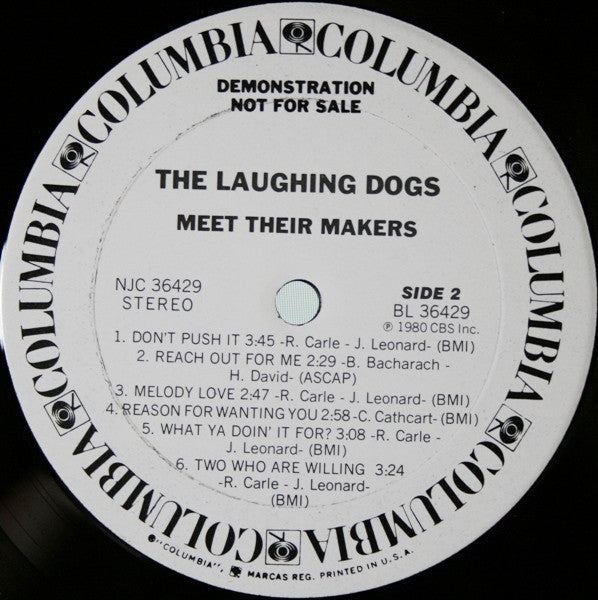 COLUMBIA COLUMBIA COLUMBIA COLUMBIA COLUMBIA COLUMBIA COLUMBIA
DEMONSTRATION
NOT FOR SALE
THE LAUGHING DOGS
MEET THEIR MAKERS
NJC 36429
STEREO
SIDE 2
BL 36429
℗ 1980 CBS Inc.
1. DON'T PUSH IT 3:45 -R. Carle - J. Leonard- (BMI)
2. REACH OUT FOR ME 2:29 -B. Bacharach -
H. David- (ASCAP)
3. MELODY LOVE 2:47 -R. Carle - J. Leonard- (BMI)
4. REASON FOR WANTING YOU 2:58 -C. Cathcart- (BMI)
5. WHAT YA DOIN' IT FOR? 3:08 -R. Carle -
J. Leonard- (BMI)
6. TWO WHO ARE WILLING 3:24
-R. Carle - J. Leonard-
(BMI)
"COLUMBIA", MARCAS REG. PRINTED IN U.S.A.